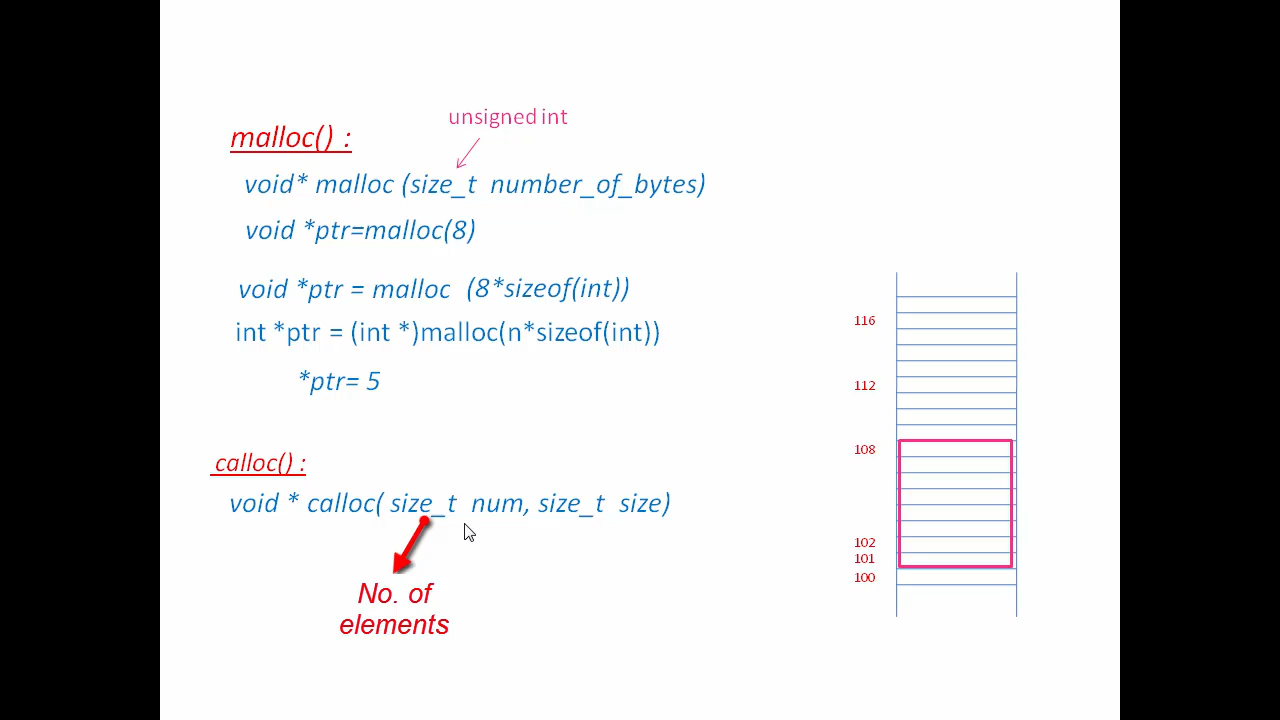 unsigned int
malloc() :
void* malloc (size_t number_of_bytes)
void *ptr=malloc(8)
void *ptr = malloc (8*sizeof(int))
int *ptr = (int *)malloc(n*sizeof(int))
*ptr= 5
calloc() :
void * calloc( size_t num, size_t size)
No. of
elements
116
112
108
102
101
100